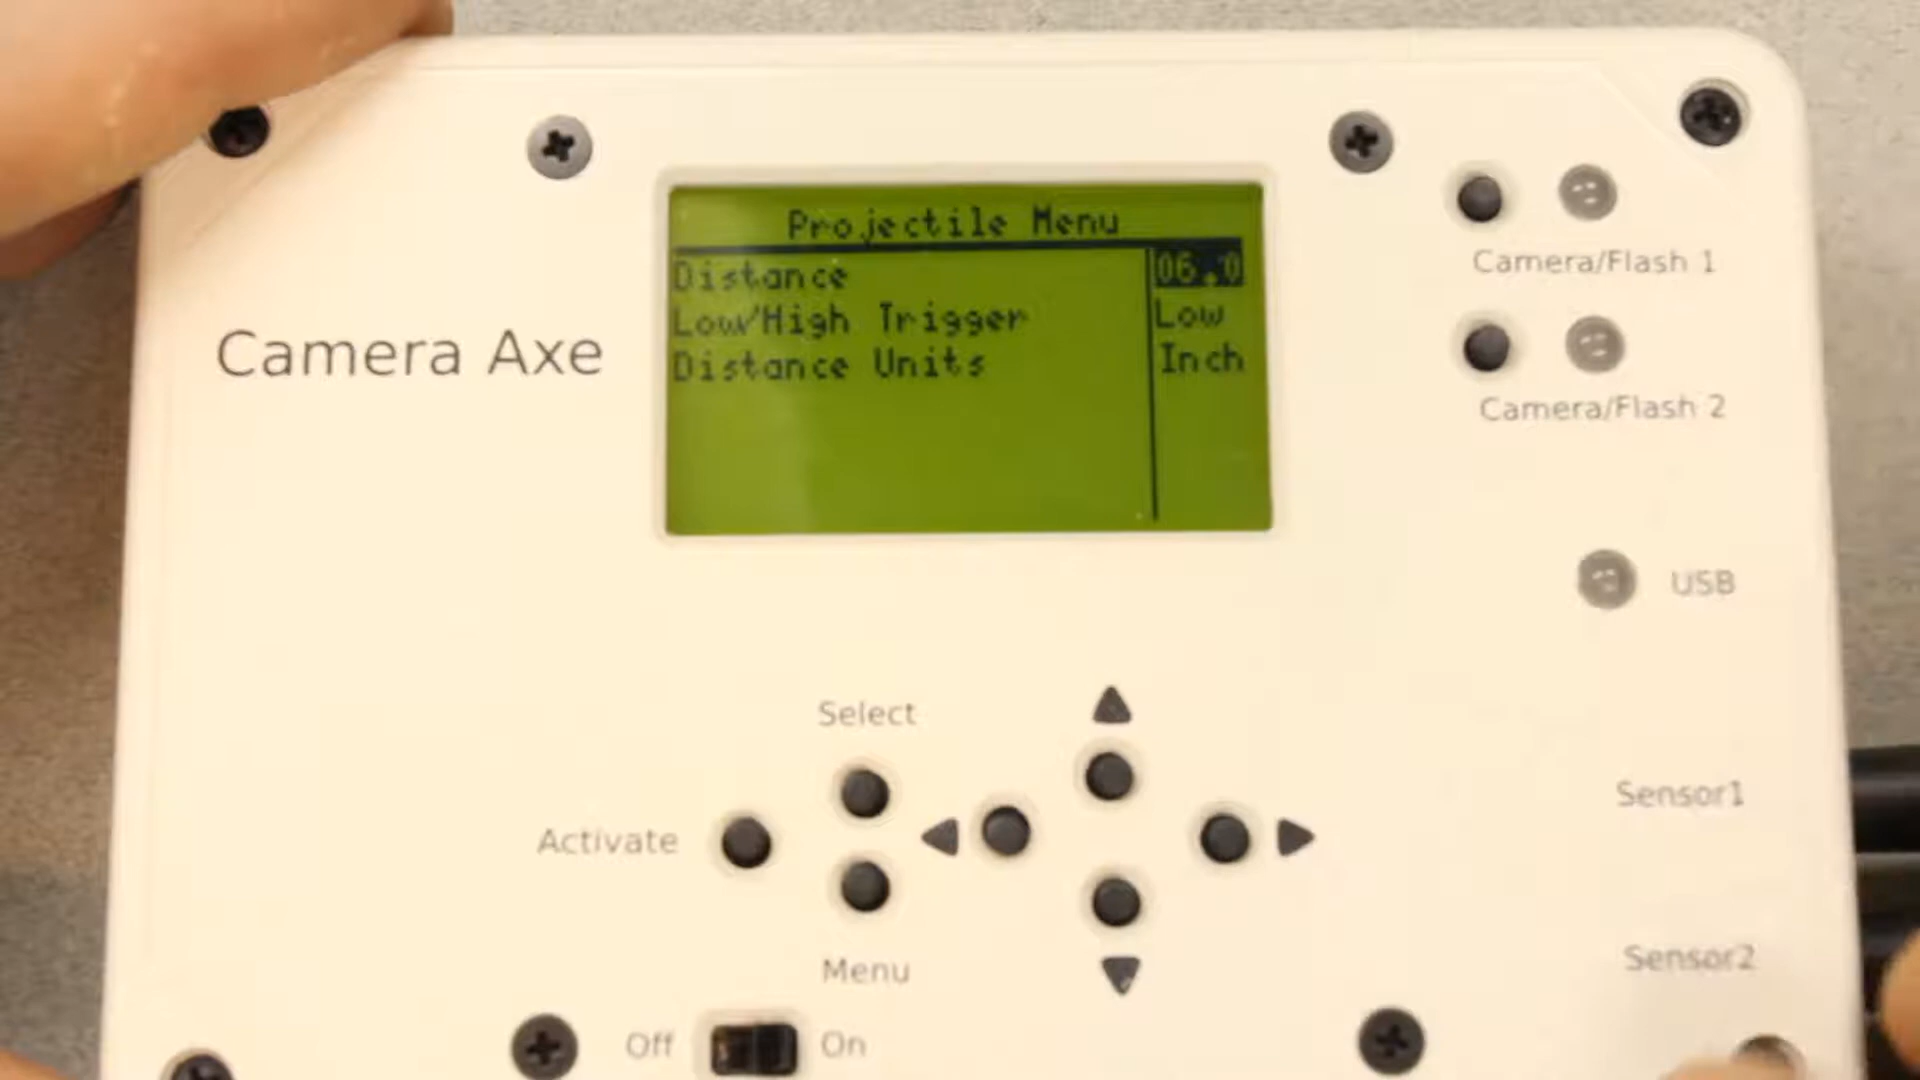 Projectile Menu
Distance 06.0
Low/High Trigger Low
Distance Units Inch
Camera Axe
Camera/Flash 1
Camera/Flash 2
USB
Select
Activate
Menu
Sensor1
Sensor2
Off On